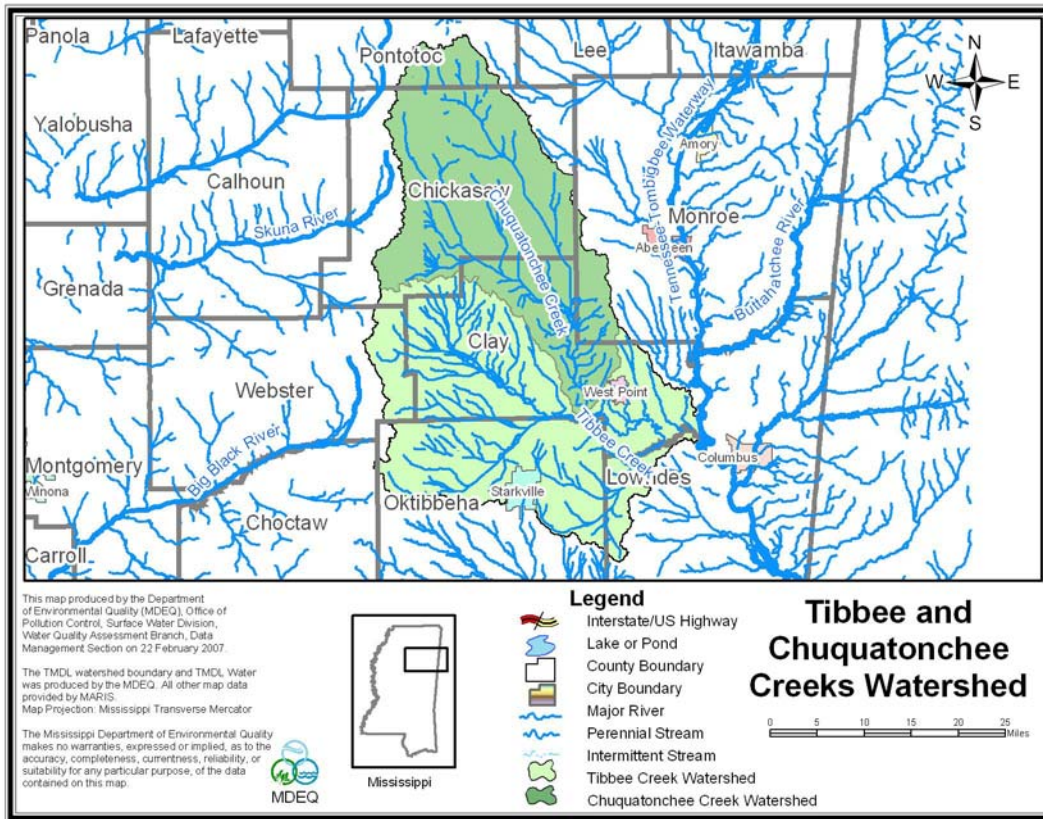 Panola
Lafayette
Pontotoc
Lee
Itawamba
N
W
E
S
Yalobusha
Calhoun
Skuna River
Chickasaw
Chuquatonchee Creek
Tennessee Tombigbee Waterway
Amory
Monroe
Aberdeen
Buttahatchee River
Grenada
Clay
Webster
West Point
Tibbee Creek
Columbus
Montgomery
Winona
Big Black River
Oktibbeha
Starkville
Lowndes
Choctaw
Carroll
This map produced by the Department
of Environmental Quality (MDEQ), Office of
Pollution Control, Surface Water Division,
Water Quality Assessment Branch, Data
Management Section on 22 February 2007.
The TMDL watershed boundary and TMDL Water
was produced by the MDEQ. All other map data
provided by MARIS.
Map Projection: Mississippi Transverse Mercator
The Mississippi Department of Environmental Quality
makes no warranties, expressed or implied, as to the
accuracy, completeness, currentness, reliability, or
suitability for any particular purpose, of the data
contained on this map.
MDEQ
Mississippi
Legend
Interstate/US Highway
Lake or Pond
County Boundary
City Boundary
Major River
Perennial Stream
Intermittent Stream
Tibbee Creek Watershed
Chuquatonchee Creek Watershed
Tibbee and
Chuquatonchee
Creeks Watershed
0 5 10 15 20 25
Miles